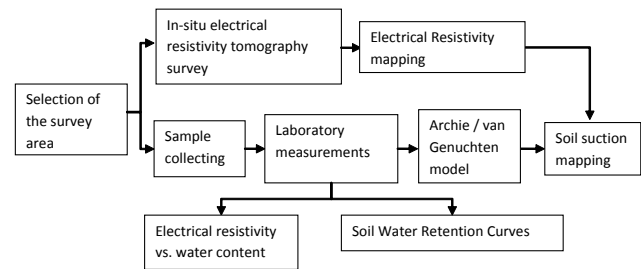 In-situ electrical
resistivity tomography
survey
Electrical Resistivity
mapping
Selection of
the survey
area
Sample
collecting
Laboratory
measurements
Archie / van
Genuchten
model
Soil suction
mapping
Electrical resistivity
vs. water content
Soil Water Retention Curves